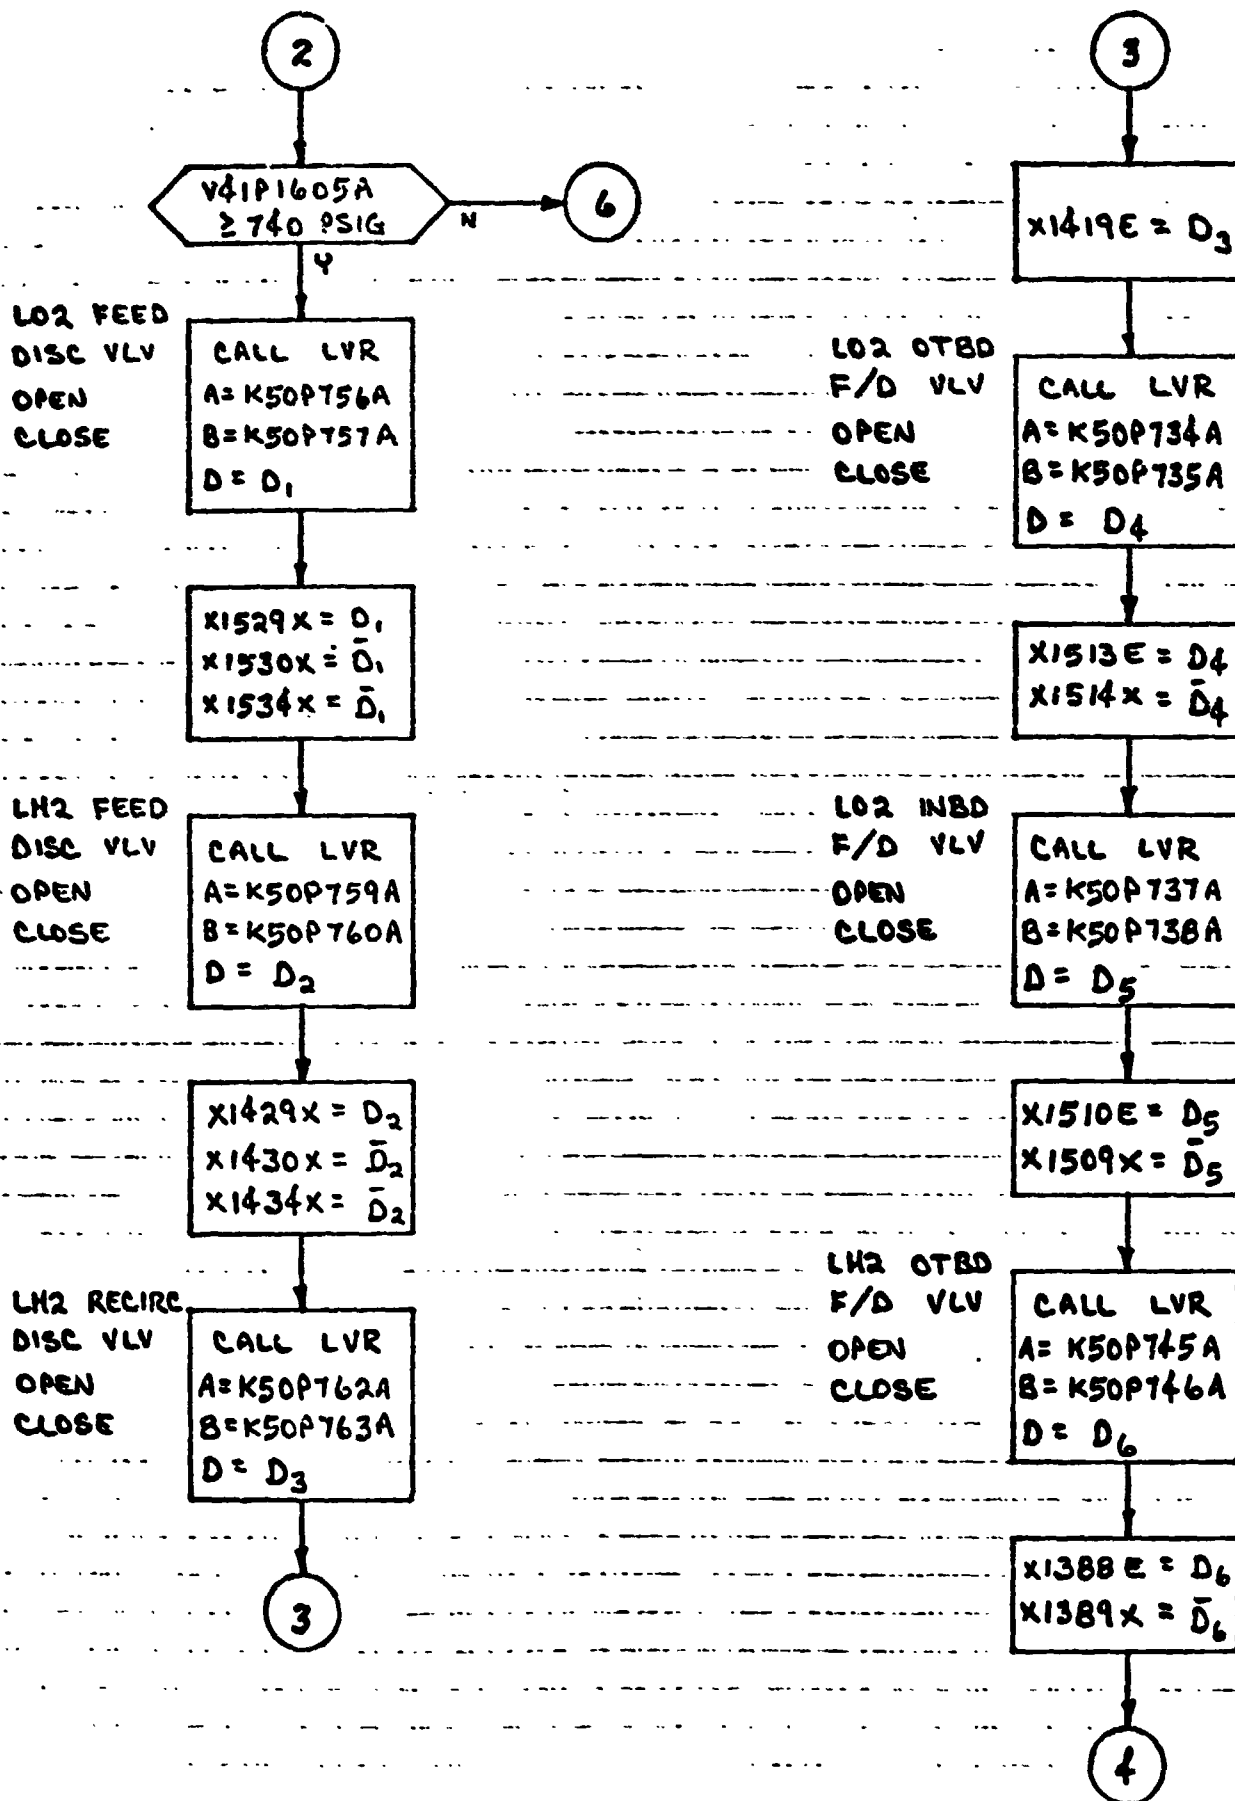 2
V41P1605A
≥ 740 PSIG
N
6
Y
LO2 FEED
DISC VLV
OPEN
CLOSE
CALL LVR
A=K50P756A
B=K50P757A
D = D₁
X1529X = D₁
X1530X = D̄₁
X1534X = D̄₁
LH2 FEED
DISC VLV
OPEN
CLOSE
CALL LVR
A=K50P759A
B=K50P760A
D = D₂
X1429X = D₂
X1430X = D̄₂
X1434X = D̄₂
LH2 RECIRC
DISC VLV
OPEN
CLOSE
CALL LVR
A=K50P762A
B=K50P763A
D = D₃
3
3
X1419E = D₃
LO2 OTBD
F/D VLV
OPEN
CLOSE
CALL LVR
A=K50P734A
B=K50P735A
D = D4
X1513E = D4
X1514X = D̄4
LO2 INBD
F/D VLV
OPEN
CLOSE
CALL LVR
A=K50P737A
B=K50P738A
D = D₅
X1510E = D₅
X1509X = D̄₅
LH2 OTBD
F/D VLV
OPEN
CLOSE
CALL LVR
A=K50P745A
B=K50P746A
D = D₆
X1388E = D₆
X1389X = D̄₆
4